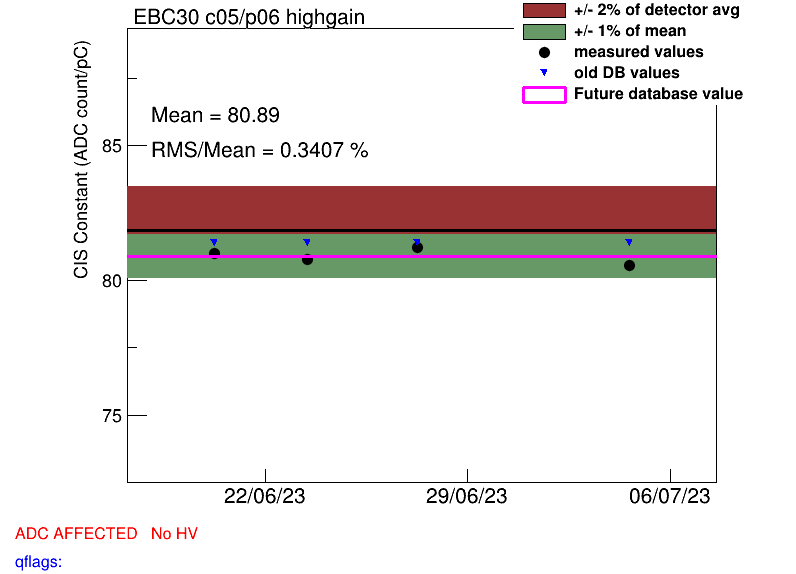 EBC30 c05/p06 highgain
+/- 2% of detector avg
+/- 1% of mean
measured values
old DB values
Future database value
CIS Constant (ADC count/pC)
Mean = 80.89
RMS/Mean = 0.3407 %
85
80
75
22/06/23 29/06/23 06/07/23
ADC AFFECTED No HV
qflags: